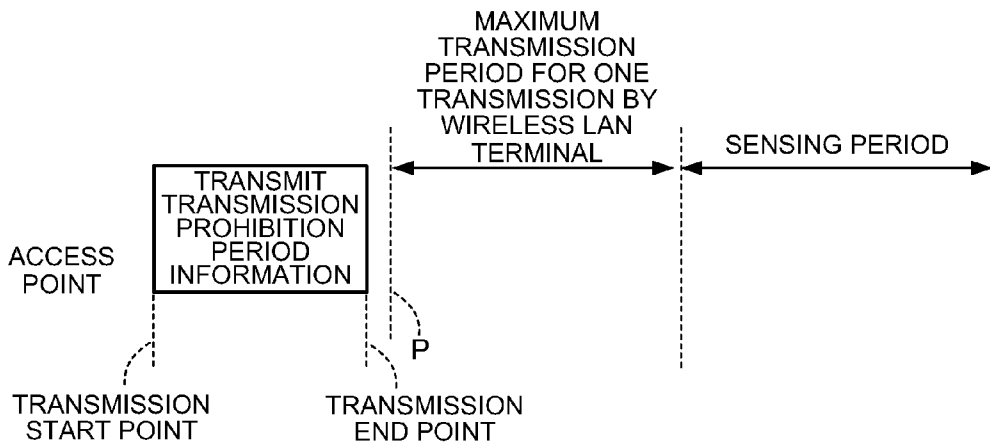 MAXIMUM
TRANSMISSION
PERIOD FOR ONE
TRANSMISSION BY
WIRELESS LAN
TERMINAL
SENSING PERIOD
TRANSMIT
TRANSMISSION
PROHIBITION
PERIOD
INFORMATION
ACCESS
POINT
P
TRANSMISSION
START POINT
TRANSMISSION
END POINT